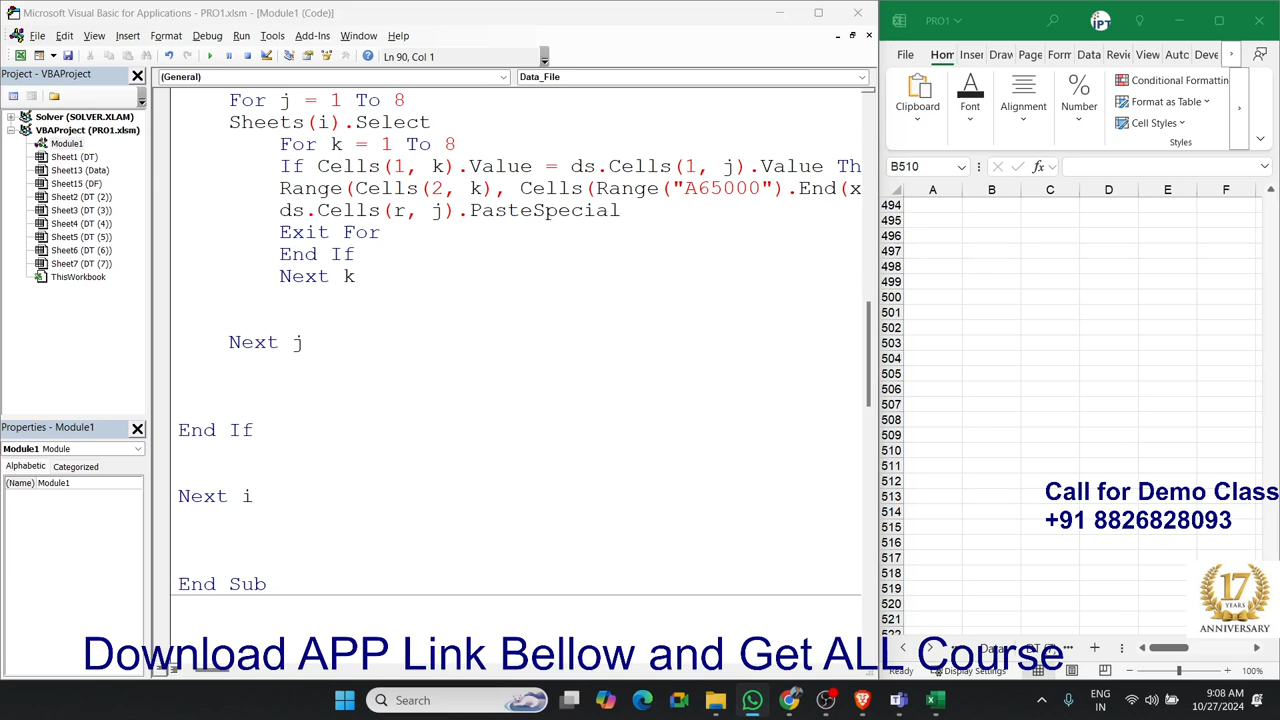 Microsoft Visual Basic for Applications - PRO1.xlsm - [Module1 (Code)]
File Edit View Insert Format Debug Run Tools Add-Ins Window Help
Ln 90, Col 1
Project - VBAProject
Solver (SOLVER.XLAM)
VBAProject (PRO1.xlsm)
Module1
Sheet1 (DT)
Sheet13 (Data)
Sheet15 (DF)
Sheet2 (DT (2))
Sheet3 (DT (3))
Sheet4 (DT (4))
Sheet5 (DT (5))
Sheet6 (DT (6))
Sheet7 (DT (7))
ThisWorkbook
Properties - Module1
Module1 Module
Alphabetic Categorized
(Name) Module1
(General) Data_File
For j = 1 To 8
Sheets(i).Select
For k = 1 To 8
If Cells(1, k).Value = ds.Cells(1, j).Value Th
Range(Cells(2, k), Cells(Range("A65000").End(x
ds.Cells(r, j).PasteSpecial
Exit For
End If
Next k
Next j
End If
Next i
End Sub
PRO1
iPT
File Hom Inser Draw Page Form Data Revie View Auto Deve
Clipboard
Font
Alignment
Number
Conditional Formattin
Format as Table
Cell Styles
Styles
B510
fx
A B C D E F
494
495
496
497
498
499
500
501
502
503
504
505
506
507
508
509
510
511
512
513
514
515
516
517
518
519
520
521
Call for Demo Class
+91 8826828093
17
YEARS
ANNIVERSARY
Ready
Display Settings
100%
Download APP Link Bellow and Get ALL Course
Search
ENG
IN
9:08 AM
10/27/2024